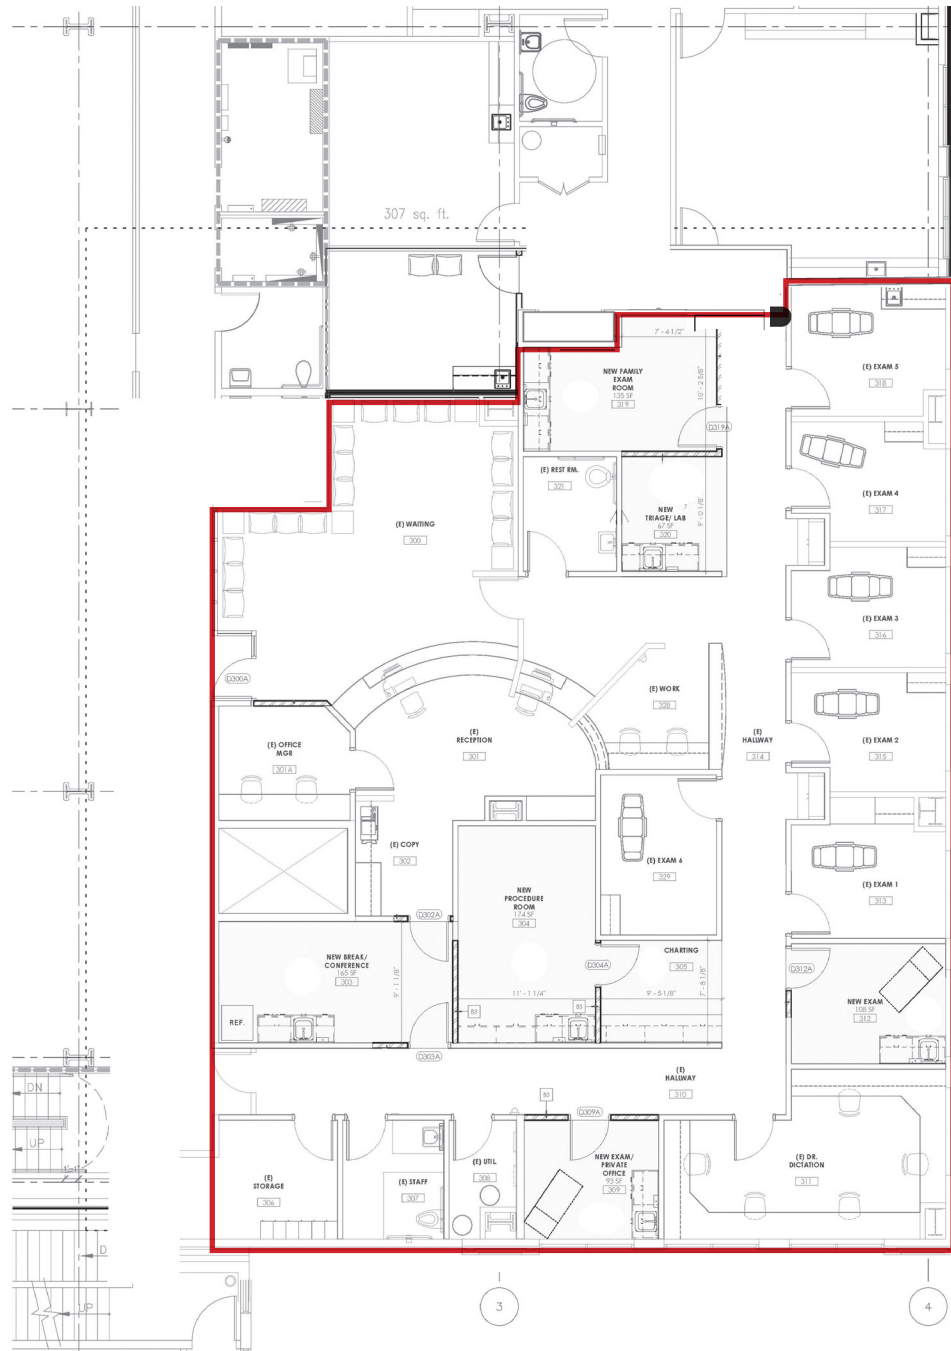 307 sq. ft.
7' - 4 1/2"
NEW FAMILY
EXAM
ROOM
135 SF
319
10' - 2 5/8"
D319A
(E) EXAM 5
318
(E) REST RM.
321
NEW
TRIAGE/ LAB
67 SF
320
7
9' - 0 1/8"
(E) EXAM 4
317
(E) WAITING
300
(E) EXAM 3
316
D300A
(E) WORK
328
(E)
RECEPTION
301
(E) OFFICE
MGR
301A
(E)
HALLWAY
314
(E) EXAM 2
315
(E) COPY
302
(E) EXAM 6
329
(E) EXAM 1
313
NEW
PROCEDURE
ROOM
174 SF
304
D302A
NEW BREAK/
CONFERENCE
165 SF
303
9' - 1 1/8"
D304A
CHARTING
305
7' - 8 1/8"
D312A
11' - 1 1/4"
9' - 5 1/8"
NEW EXAM
108 SF
312
B3
B5
REF.
D303A
(E)
HALLWAY
310
DN
UP
B5
D309A
(E)
STORAGE
306
(E) STAFF
307
(E) UTIL
308
NEW EXAM/
PRIVATE
OFFICE
93 SF
309
(E) DR.
DICTATION
311
D
UP
3
4